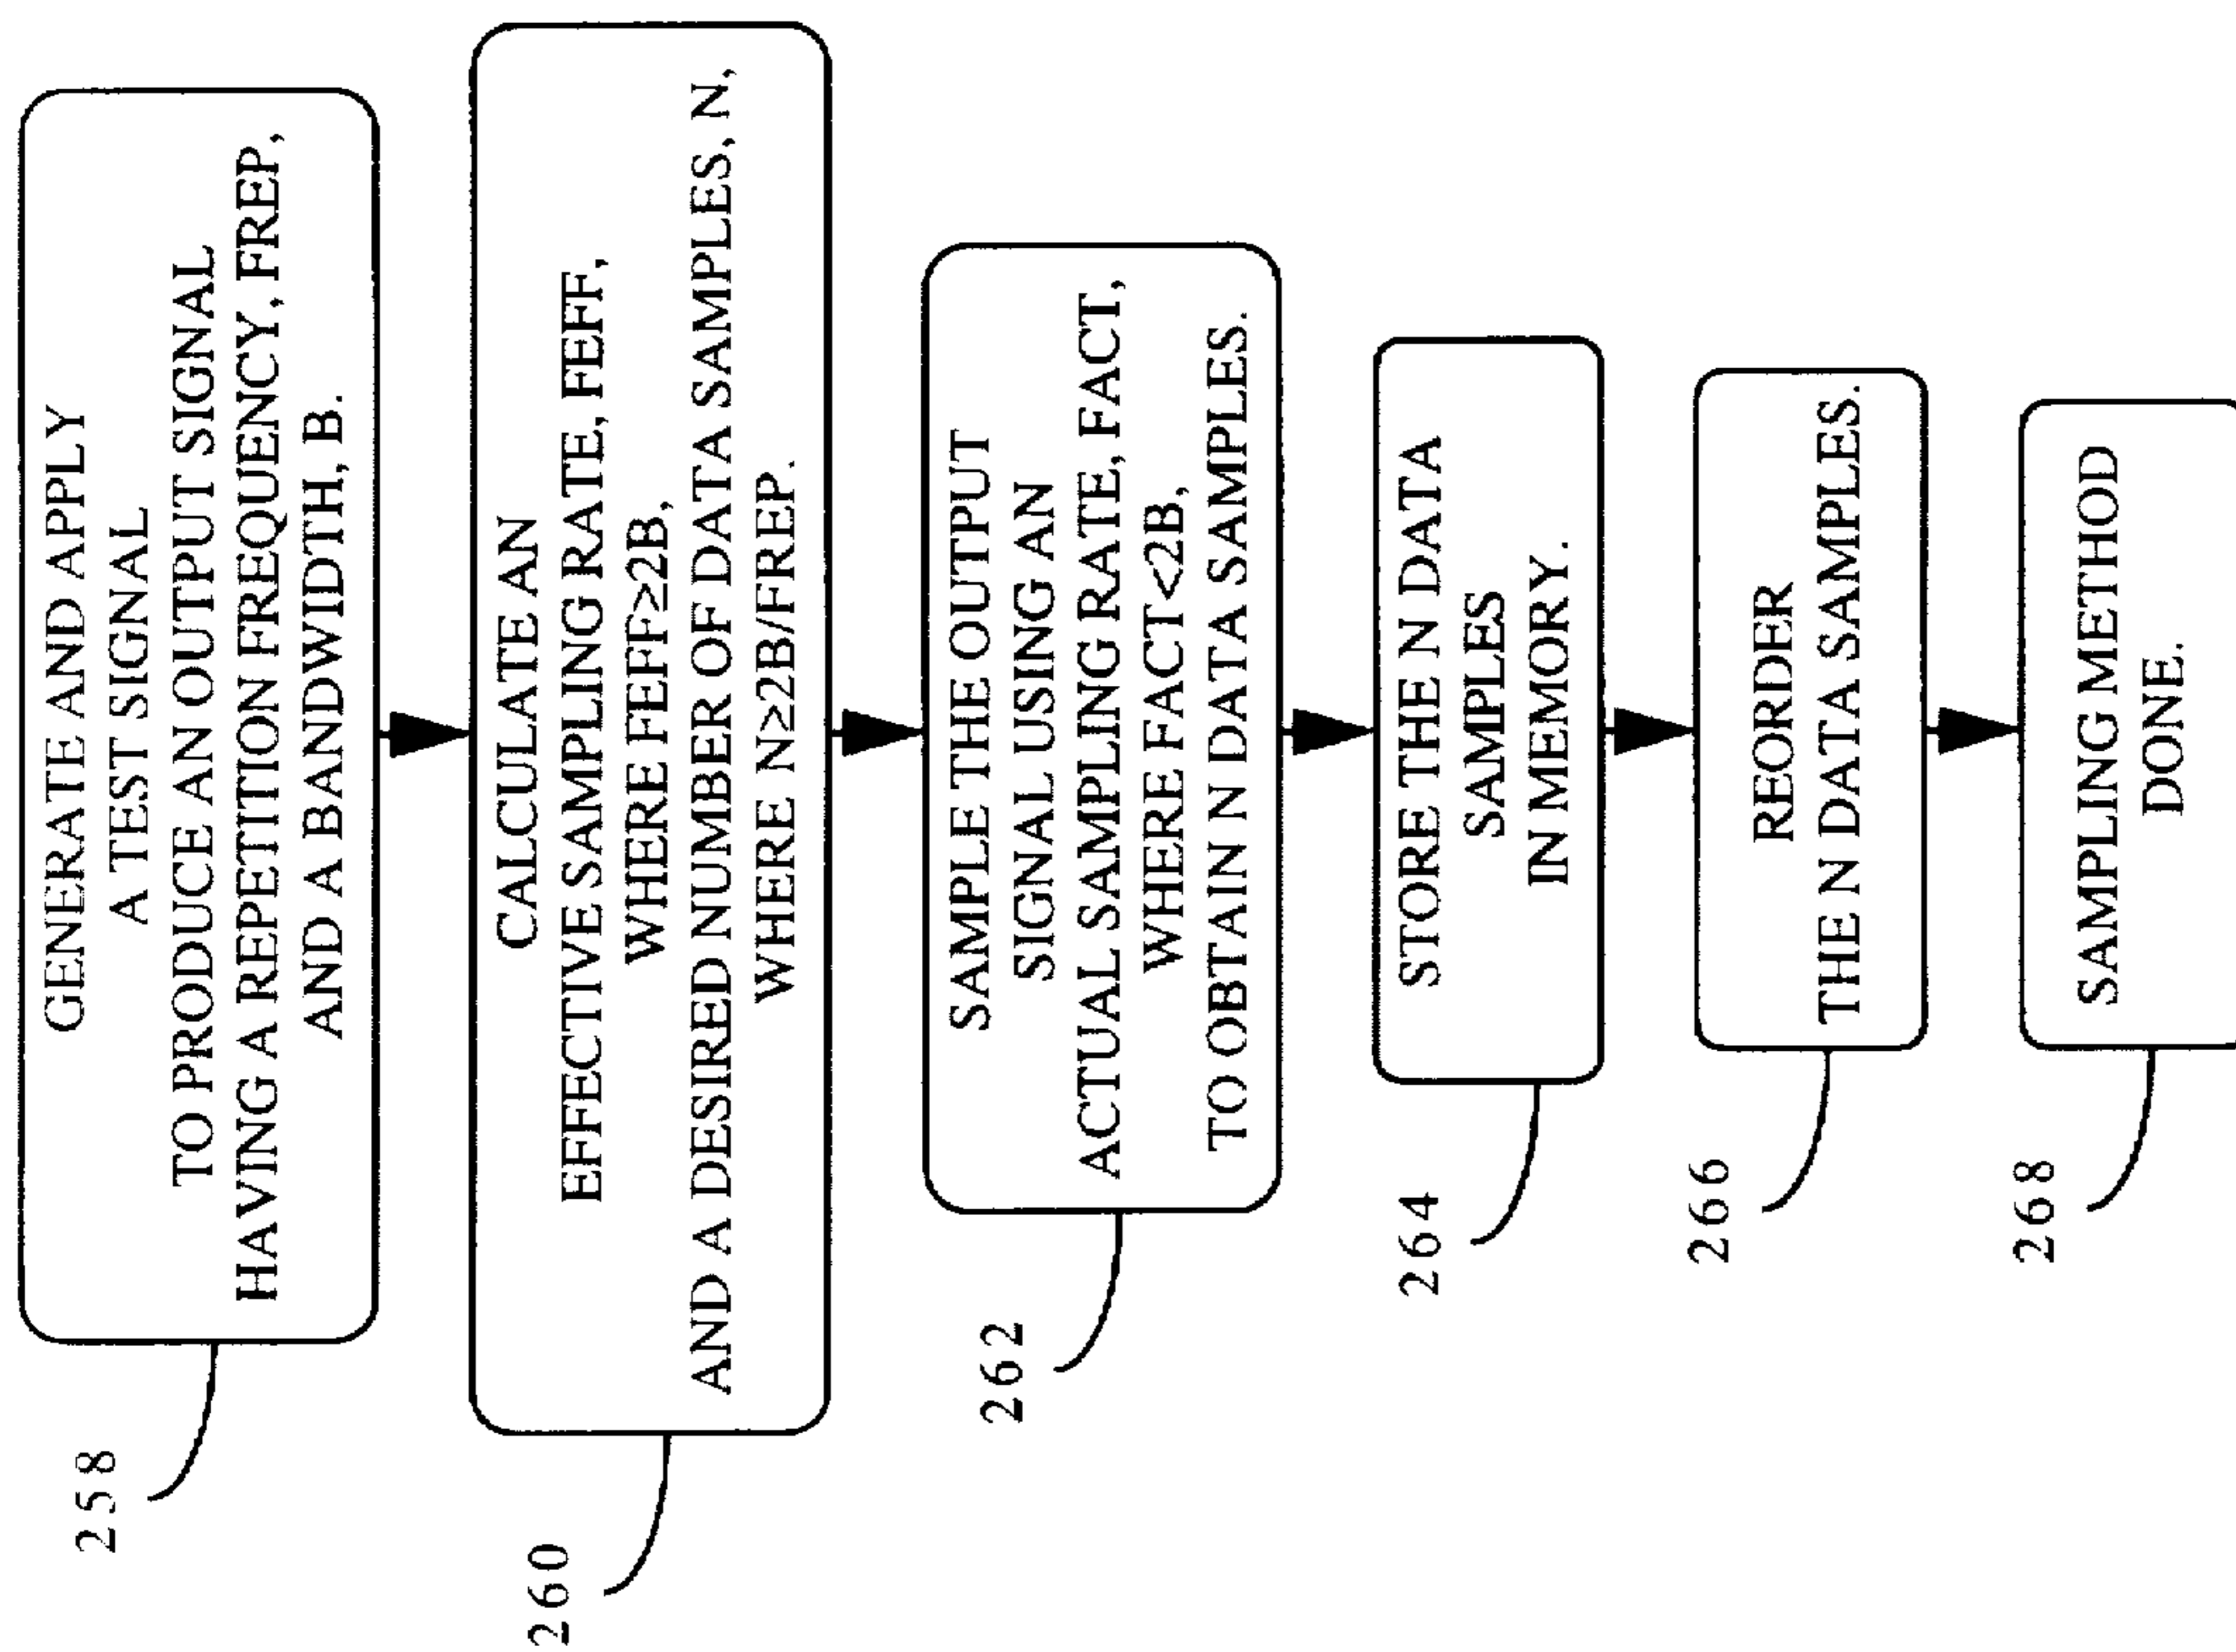 258
GENERATE AND APPLY
A TEST SIGNAL
TO PRODUCE AN OUTPUT SIGNAL
HAVING A REPETITION FREQUENCY, FREP,
AND A BANDWIDTH, B.
260
CALCULATE AN
EFFECTIVE SAMPLING RATE, FEFF,
WHERE FEFF≥2B,
AND A DESIRED NUMBER OF DATA SAMPLES, N,
WHERE N≥2B/FREP.
262
SAMPLE THE OUTPUT
SIGNAL USING AN
ACTUAL SAMPLING RATE, FACT,
WHERE FACT<2B,
TO OBTAIN N DATA SAMPLES.
264
STORE THE N DATA
SAMPLES
IN MEMORY.
266
REORDER
THE N DATA SAMPLES.
268
SAMPLING METHOD
DONE.